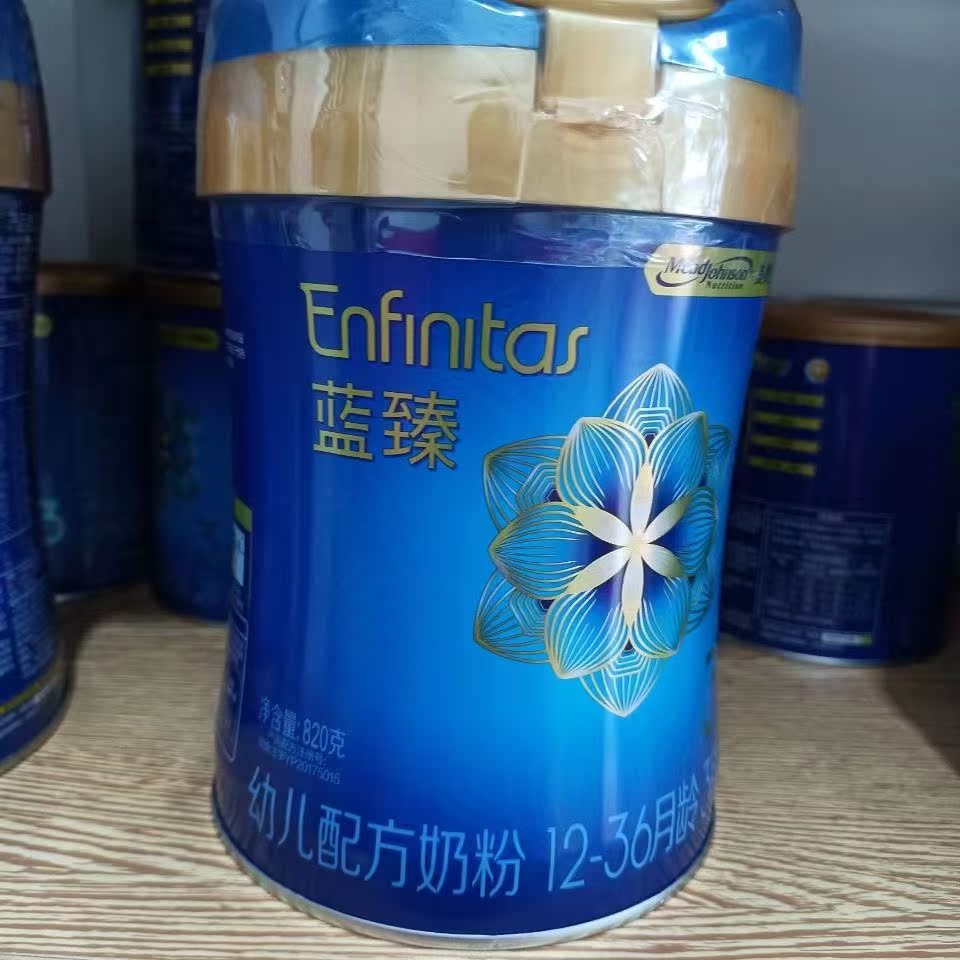 MeadJohnson
Nutrition
Enfinitas
蓝臻
净含量: 820克
YP20175015
幼儿配方奶粉 12-36月龄